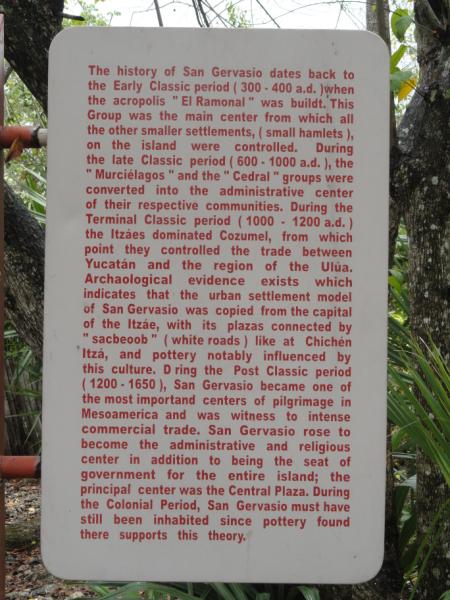 The history of San Gervasio dates back to
the Early Classic period ( 300 - 400 a.d. )when
the acropolis " El Ramonal " was buildt. This
Group was the main center from which all
the other smaller settlements, ( small hamlets ),
on the island were controlled. During
the late Classic period ( 600 - 1000 a.d. ), the
" Murciélagos " and the " Cedral " groups were
converted into the administrative center
of their respective communities. During the
Terminal Classic period ( 1000 - 1200 a.d. )
the Itzáes dominated Cozumel, from which
point they controlled the trade between
Yucatán and the region of the Ulúa.
Archaological evidence exists which
indicates that the urban settlement model
of San Gervasio was copied from the capital
of the Itzáe, with its plazas connected by
" sacbeoob " ( white roads ) like at Chichén
Itzá, and pottery notably influenced by
this culture. D ring the Post Classic period
( 1200 - 1650 ), San Gervasio became one of
the most importand centers of pilgrimage in
Mesoamerica and was witness to intense
commercial trade. San Gervasio rose to
become the administrative and religious
center in addition to being the seat of
government for the entire island; the
principal center was the Central Plaza. During
the Colonial Period, San Gervasio must have
still been inhabited since pottery found
there supports this theory.